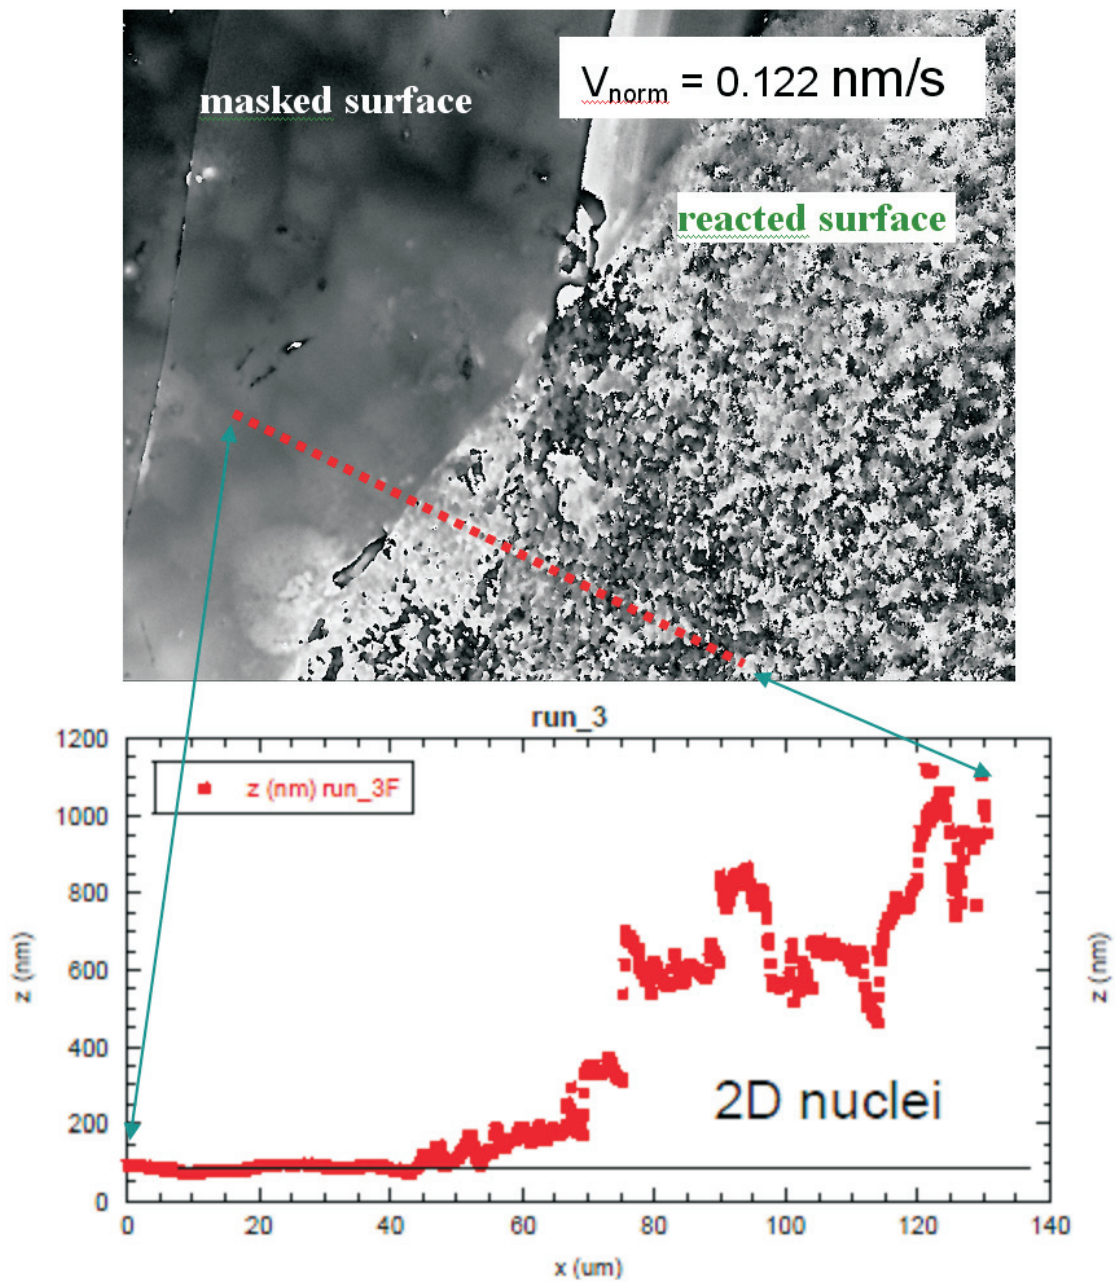 masked surface
Vnorm = 0.122 nm/s
reacted surface
run_3
z (nm) run_3F
1200
1000
800
600
400
200
0
z (nm)
z (nm)
2D nuclei
0 20 40 60 80 100 120 140
x (um)